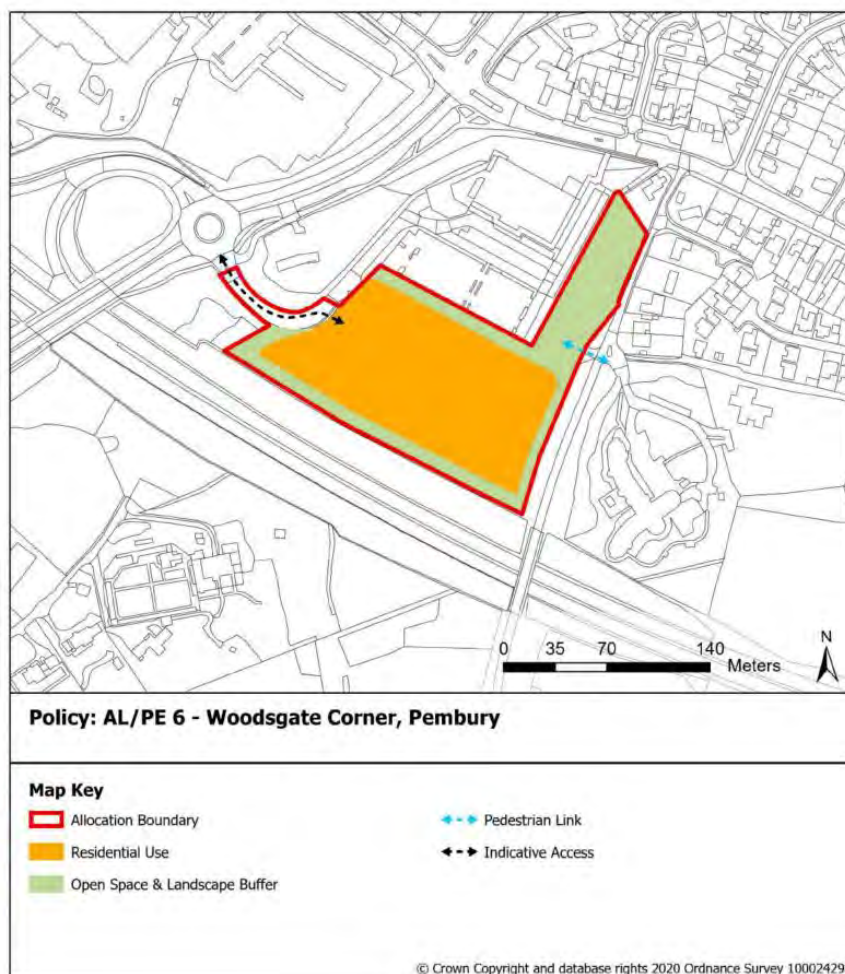 N
0 35 70 140
Meters
Policy: AL/PE 6 - Woodsgate Corner, Pembury
Map Key
Allocation Boundary
Pedestrian Link
Residential Use
Indicative Access
Open Space & Landscape Buffer
© Crown Copyright and database rights 2020 Ordnance Survey 10002429